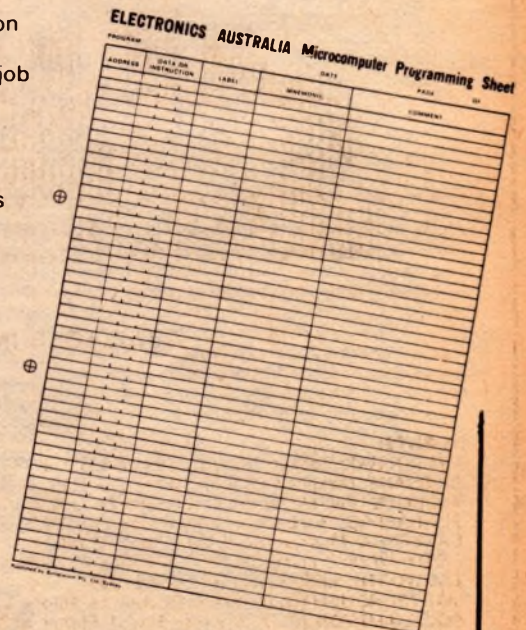 on
job
s
ELECTRONICS AUSTRALIA Microcomputer Programming Sheet
PROGRAM DATE PAGE OF
ADDRESS DATA OR INSTRUCTION LABEL MNEMONIC COMMENT